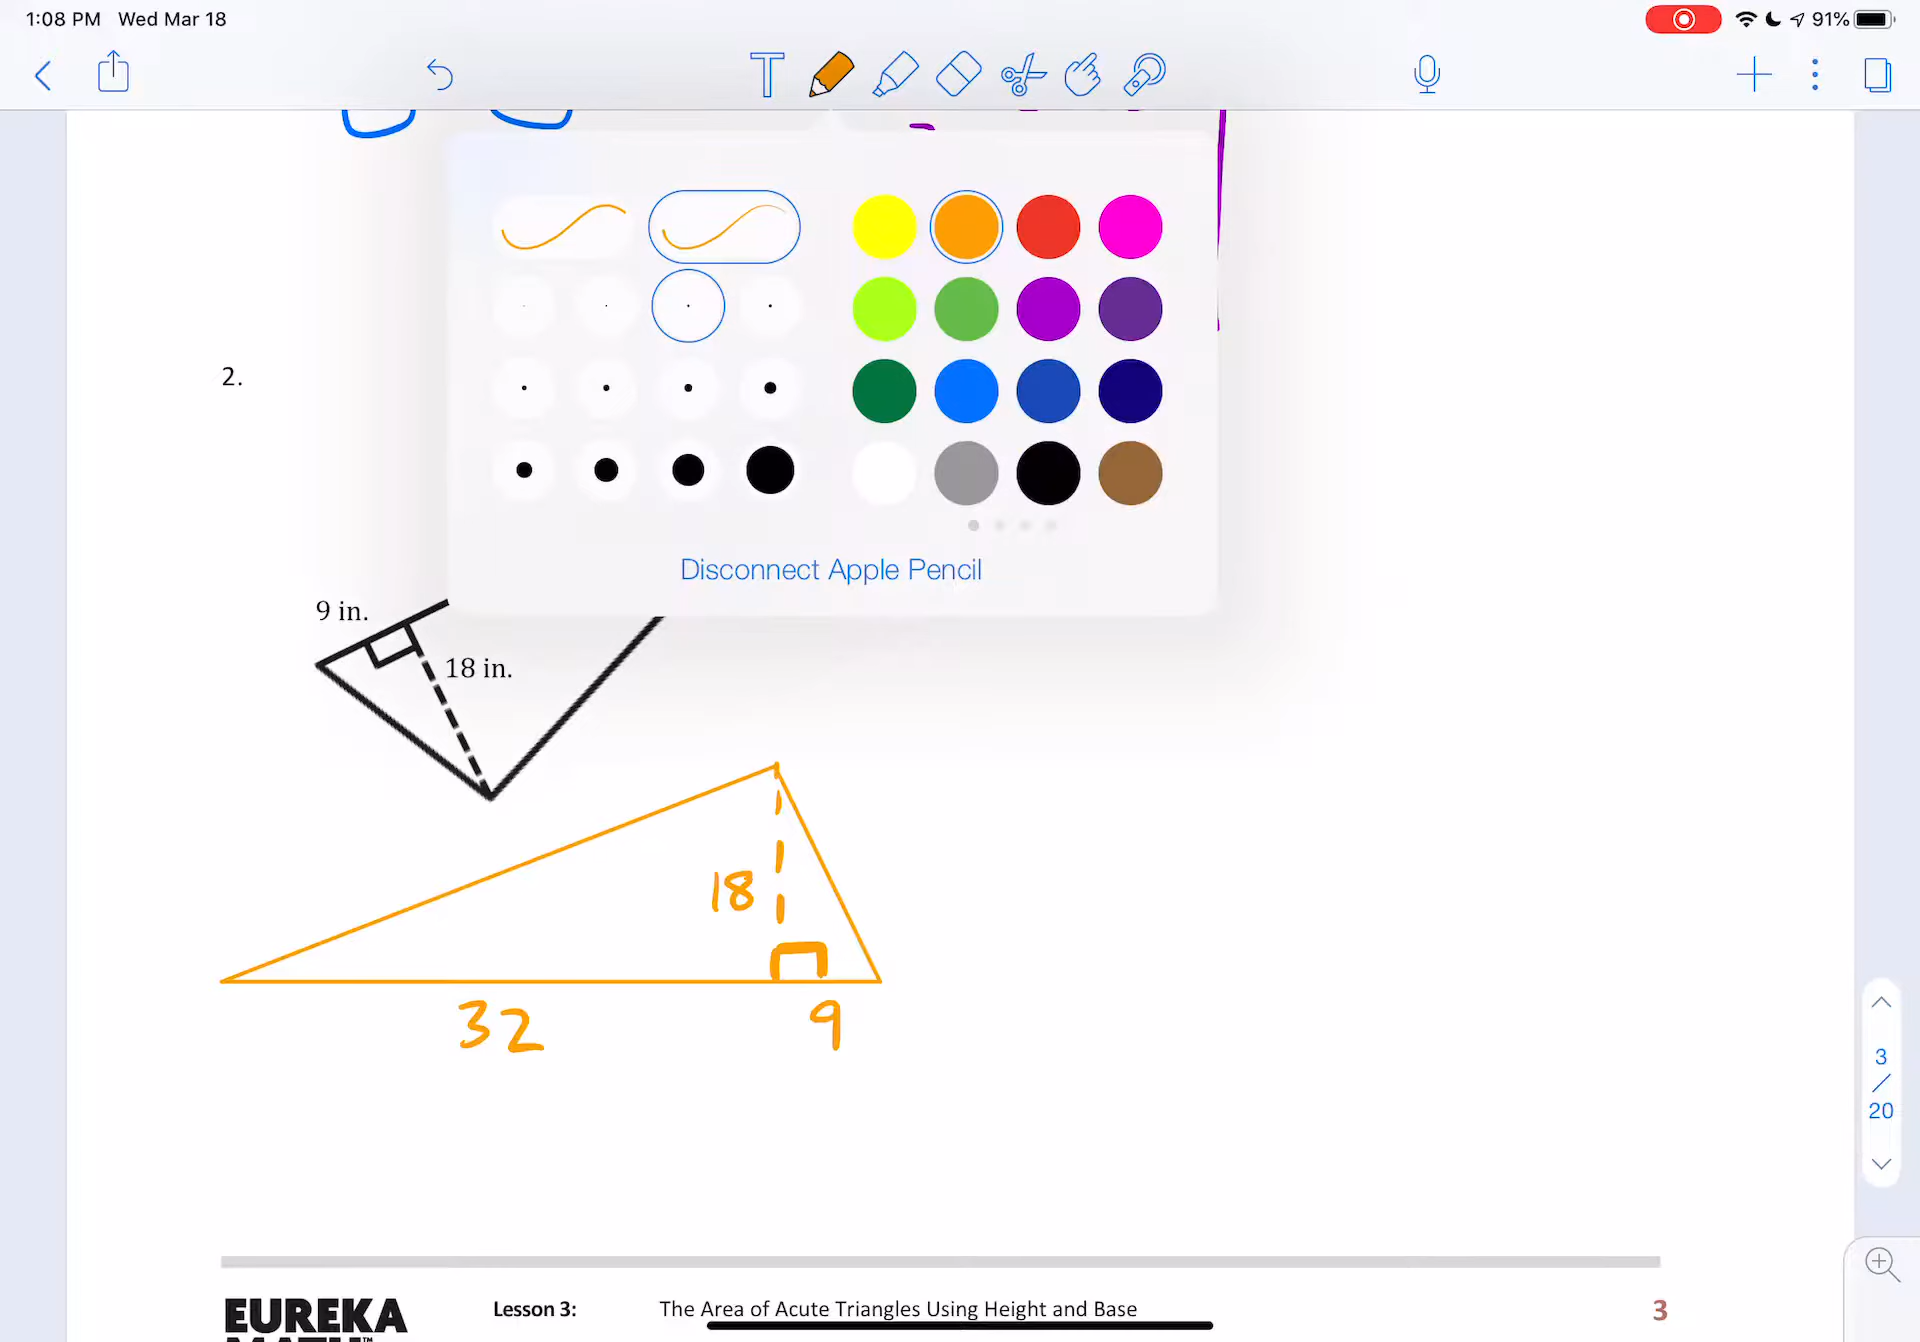 1:08 PM Wed Mar 18
91%
T
2.
Disconnect Apple Pencil
9 in.
18 in.
18
32
9
3
/
20
EUREKA
MATH™
Lesson 3:
The Area of Acute Triangles Using Height and Base
3